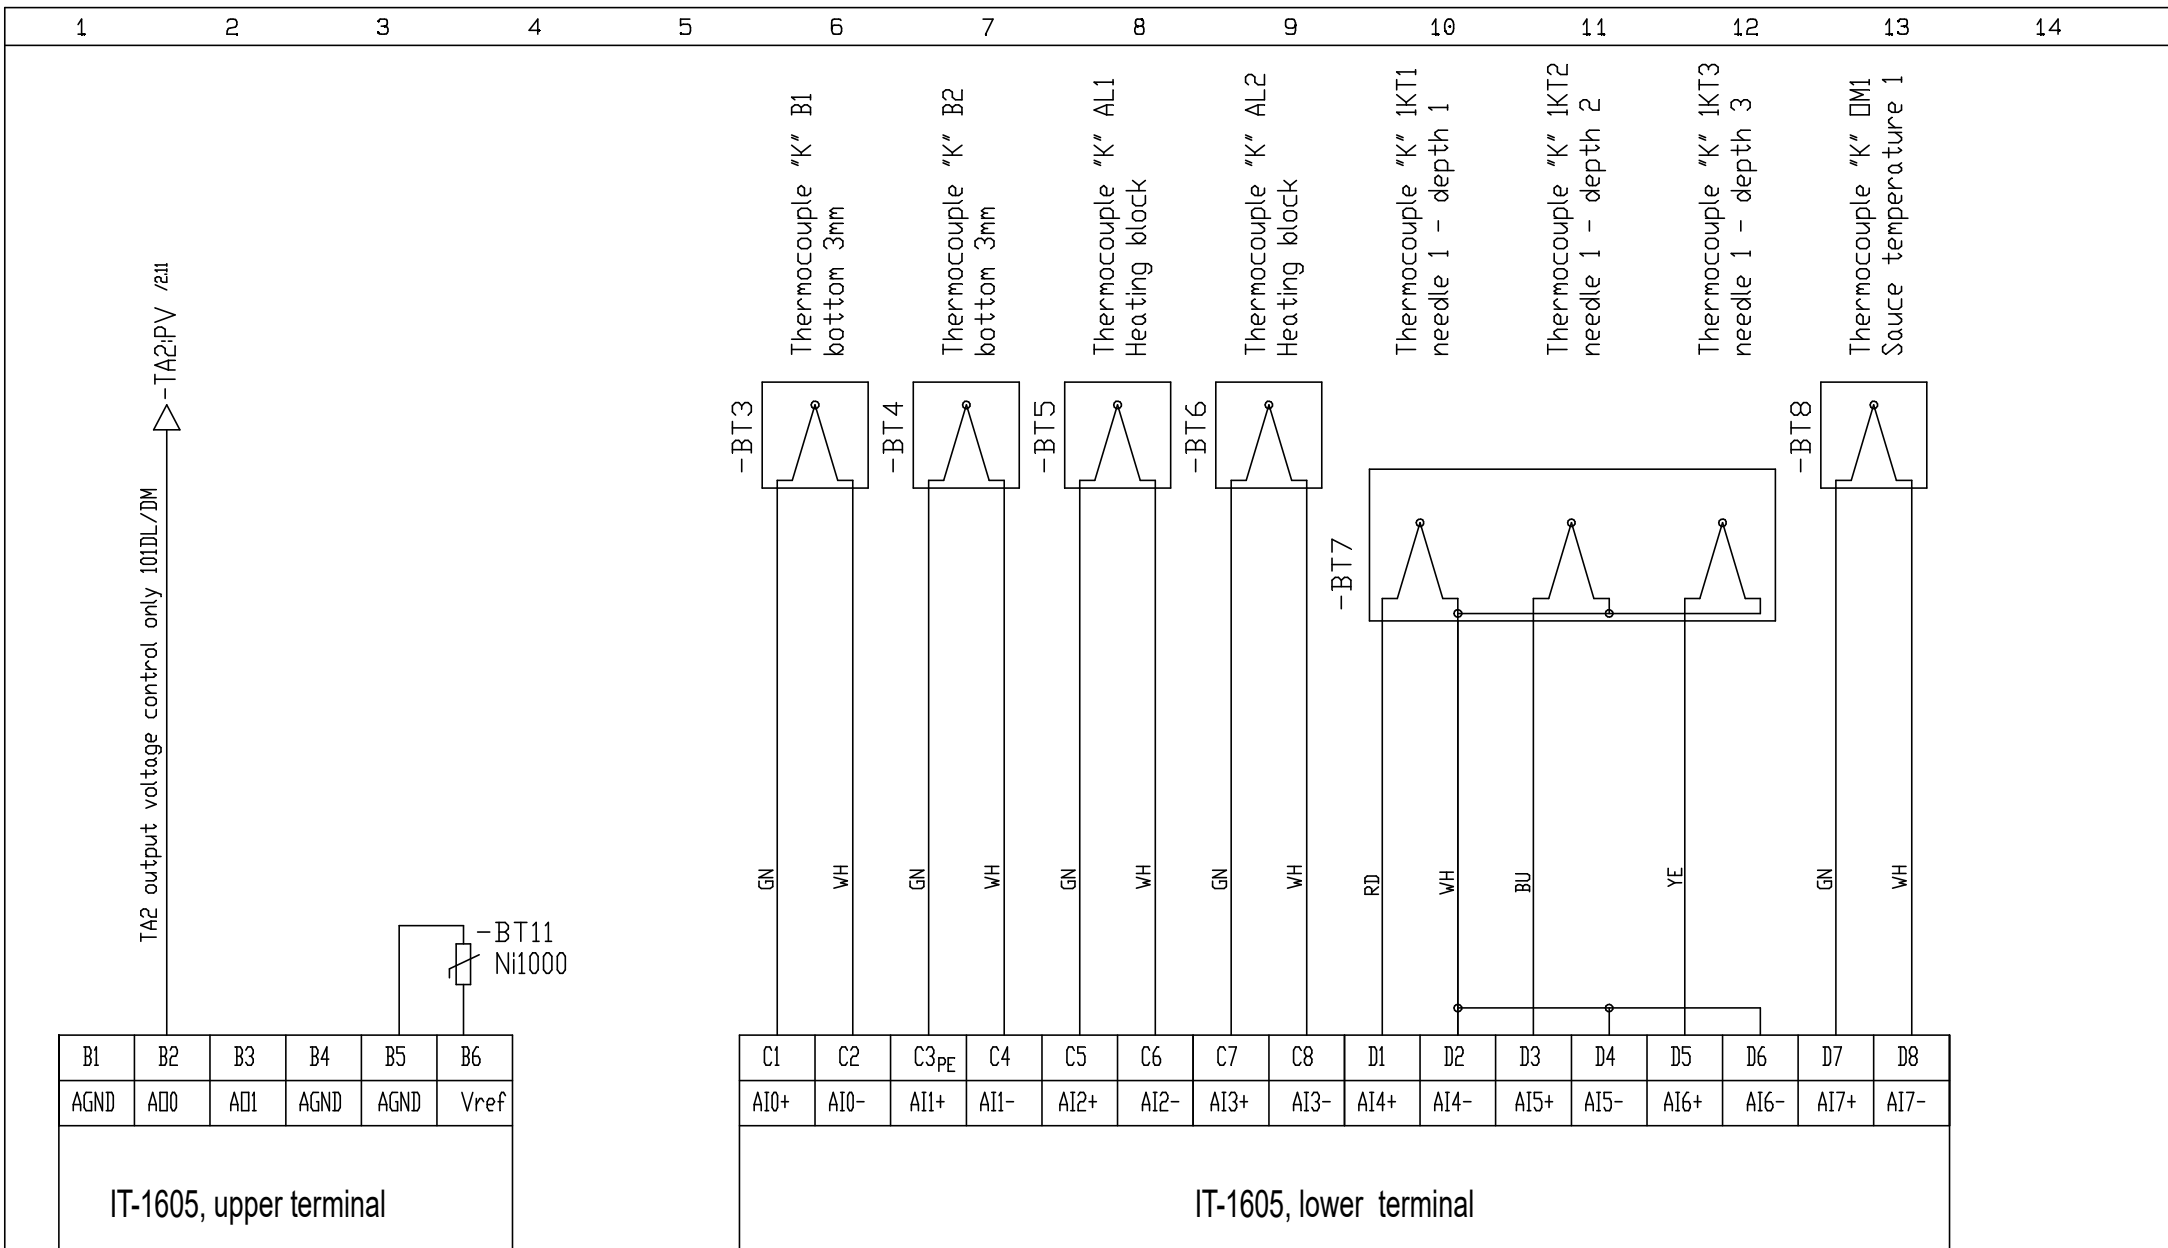 1 2 3 4 5 6 7 8 9 10 11 12 13 14
-TA2:PV /2.11
TA2 output voltage control only 101DL/DM
-BT11
Ni1000
Thermocouple "K" B1
bottom 3mm
Thermocouple "K" B2
bottom 3mm
Thermocouple "K" AL1
Heating block
Thermocouple "K" AL2
Heating block
Thermocouple "K" 1KT1
needle 1 - depth 1
Thermocouple "K" 1KT2
needle 1 - depth 2
Thermocouple "K" 1KT3
needle 1 - depth 3
Thermocouple "K" OM1
Sauce temperature 1
-BT3
-BT4
-BT5
-BT6
-BT7
-BT8
GN WH GN WH GN WH GN WH RD WH BU YE GN WH
B1 B2 B3 B4 B5 B6
AGND AO0 AO1 AGND AGND Vref
IT-1605, upper terminal
C1 C2 C3 PE C4 C5 C6 C7 C8 D1 D2 D3 D4 D5 D6 D7 D8
AI0+ AI0- AI1+ AI1- AI2+ AI2- AI3+ AI3- AI4+ AI4- AI5+ AI5- AI6+ AI6- AI7+ AI7-
IT-1605, lower terminal